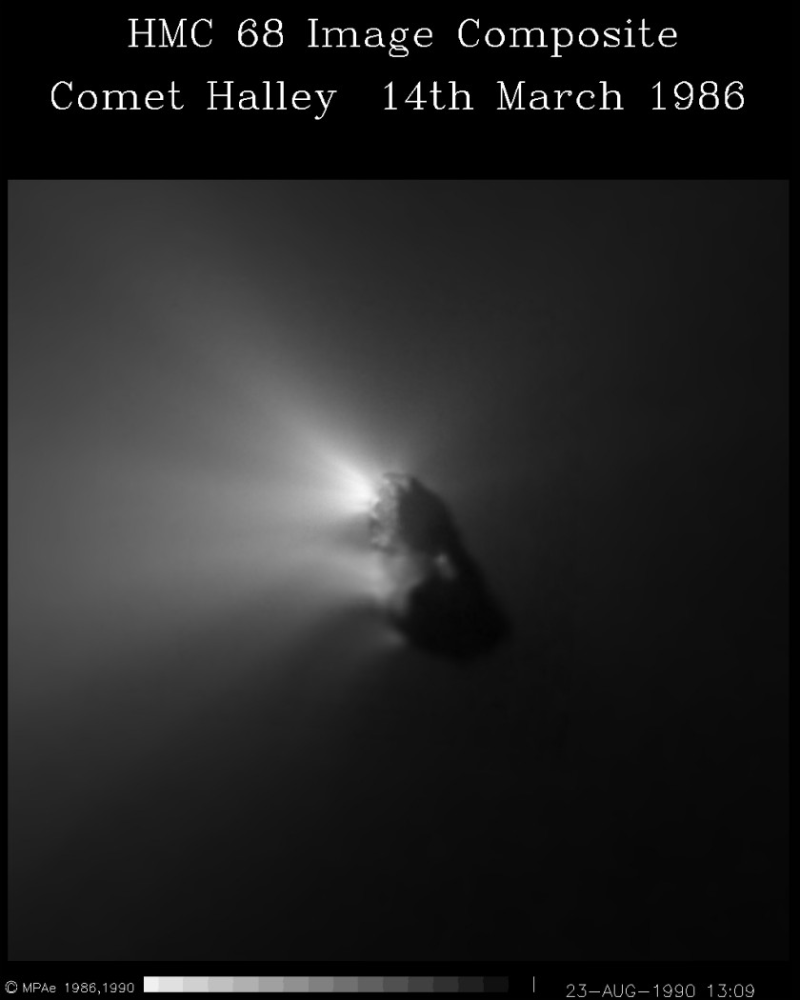 HMC 68 Image Composite
Comet Halley 14th March 1986
© MPAe 1986,1990
23-AUG-1990 13:09